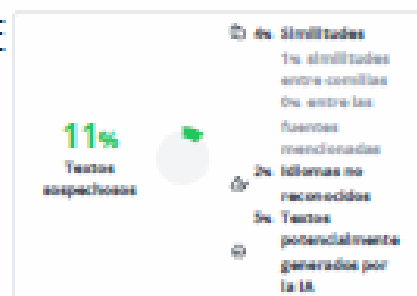 11%
Textos
sospechosos
4% Similitudes
1% similitudes
entre comillas
0% entre las
fuentes
mencionadas
2% Idiomas no
reconocidos
5% Textos
potencialmente
generados por
la IA